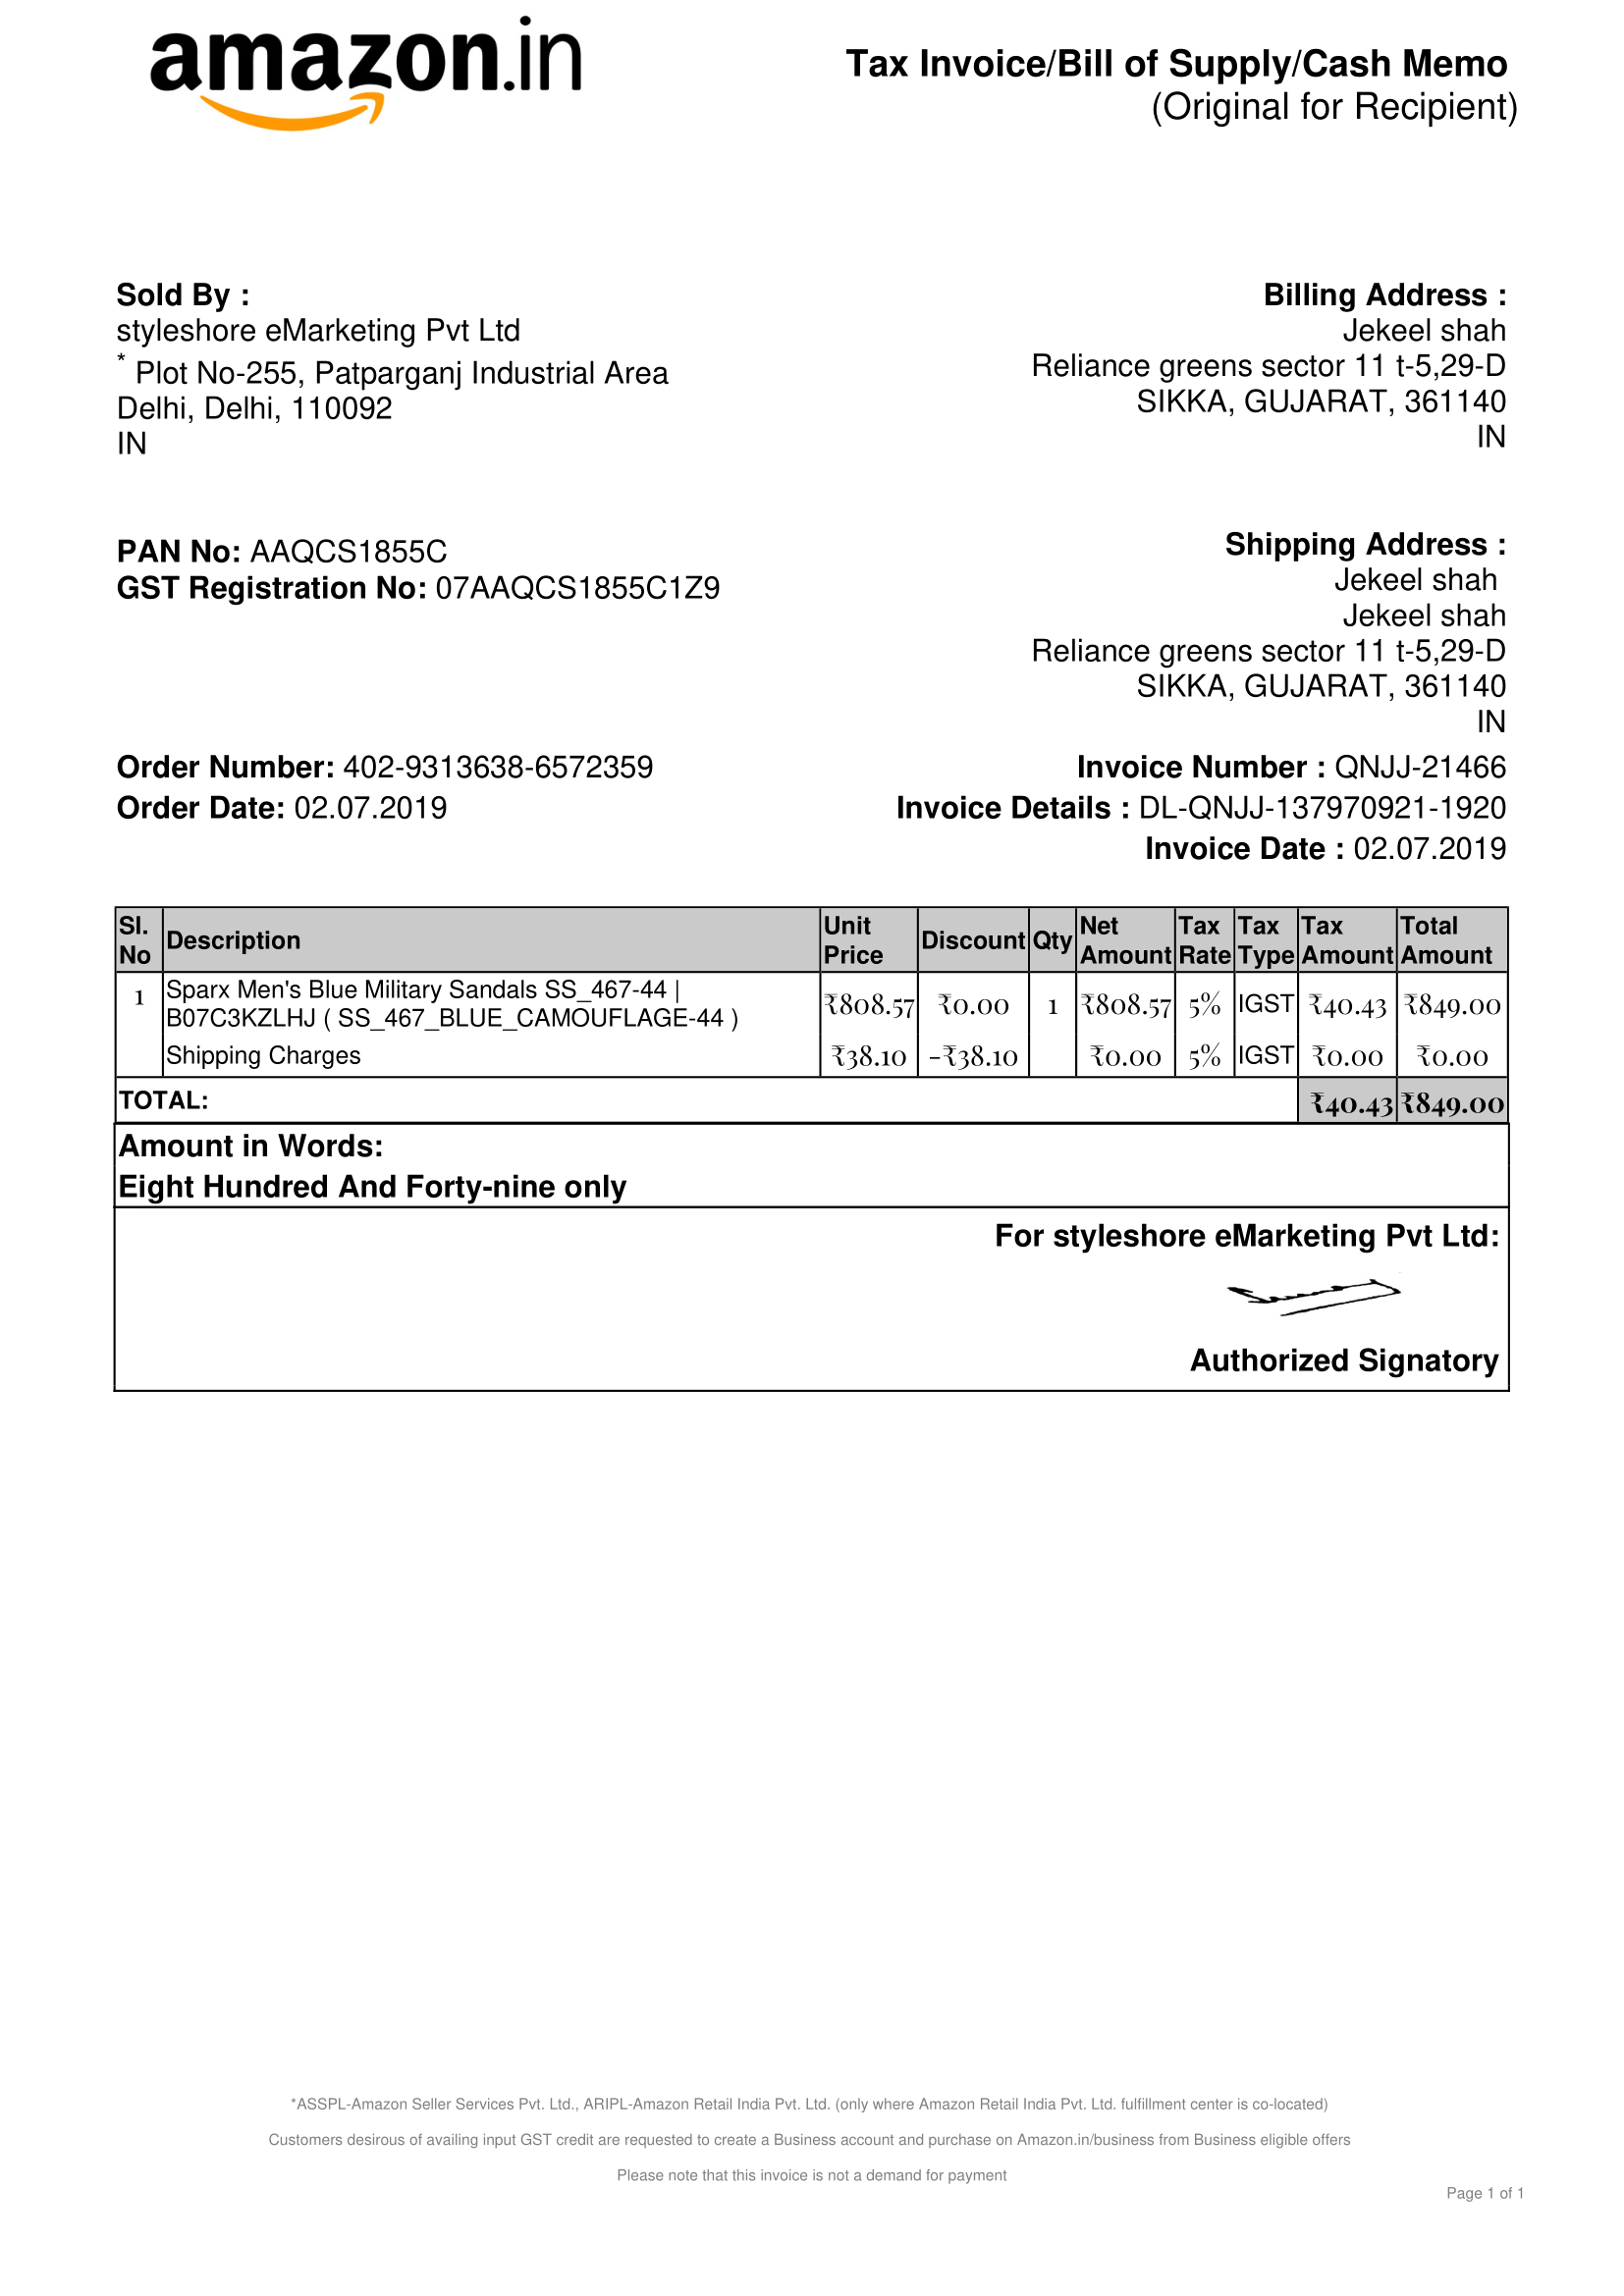 amazon.in
Tax Invoice/Bill of Supply/Cash Memo
(Original for Recipient)
Sold By :
styleshore eMarketing Pvt Ltd
* Plot No-255, Patparganj Industrial Area
Delhi, Delhi, 110092
IN
Billing Address :
Jekeel shah
Reliance greens sector 11 t-5,29-D
SIKKA, GUJARAT, 361140
IN
PAN No: AAQCS1855C
GST Registration No: 07AAQCS1855C1Z9
Shipping Address :
Jekeel shah
Jekeel shah
Reliance greens sector 11 t-5,29-D
SIKKA, GUJARAT, 361140
IN
Order Number: 402-9313638-6572359
Order Date: 02.07.2019
Invoice Number : QNJJ-21466
Invoice Details : DL-QNJJ-137970921-1920
Invoice Date : 02.07.2019
Sl. No Description Unit Price Discount Qty Net Amount Tax Rate Tax Type Tax Amount Total Amount
1 Sparx Men's Blue Military Sandals SS_467-44 |
B07C3KZLHJ ( SS_467_BLUE_CAMOUFLAGE-44 ) ₹808.57 ₹0.00 1 ₹808.57 5% IGST ₹40.43 ₹849.00
Shipping Charges ₹38.10 -₹38.10 ₹0.00 5% IGST ₹0.00 ₹0.00
TOTAL: ₹40.43 ₹849.00
Amount in Words:
Eight Hundred And Forty-nine only
For styleshore eMarketing Pvt Ltd:
Authorized Signatory
*ASSPL-Amazon Seller Services Pvt. Ltd., ARIPL-Amazon Retail India Pvt. Ltd. (only where Amazon Retail India Pvt. Ltd. fulfillment center is co-located)
Customers desirous of availing input GST credit are requested to create a Business account and purchase on Amazon.in/business from Business eligible offers
Please note that this invoice is not a demand for payment
Page 1 of 1